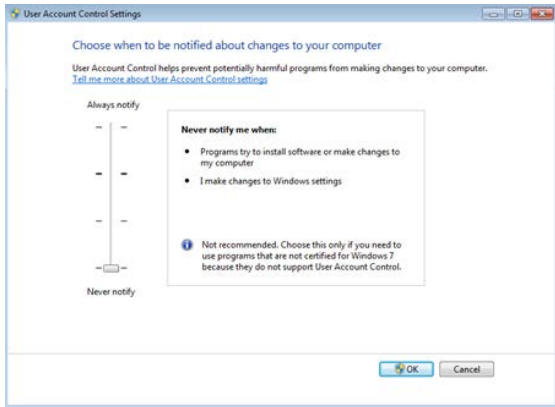 User Account Control Settings
Choose when to be notified about changes to your computer
User Account Control helps prevent potentially harmful programs from making changes to your computer.
Tell me more about User Account Control settings
Always notify
Never notify me when:
• Programs try to install software or make changes to
my computer
• I make changes to Windows settings
Not recommended. Choose this only if you need to
use programs that are not certified for Windows 7
because they do not support User Account Control.
Never notify
OK
Cancel